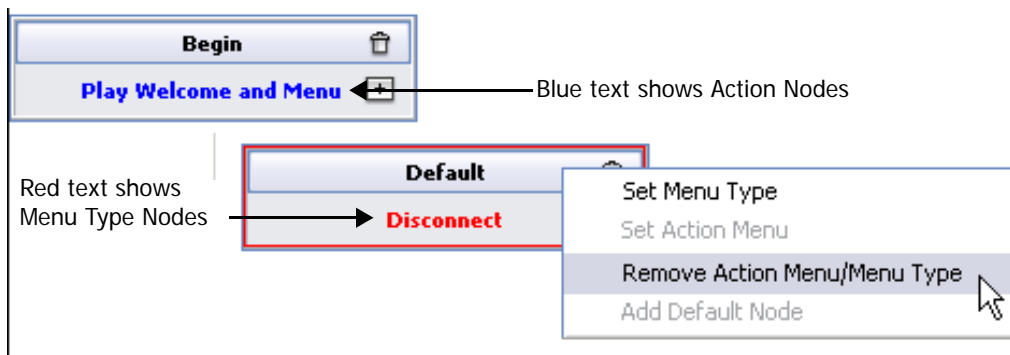 Begin
Play Welcome and Menu
Blue text shows Action Nodes
Default
Red text shows
Menu Type Nodes
Disconnect
Set Menu Type
Set Action Menu
Remove Action Menu/Menu Type
Add Default Node